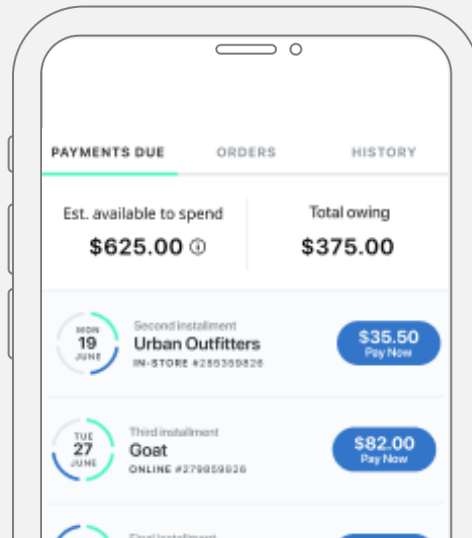 PAYMENTS DUE ORDERS HISTORY
Est. available to spend Total owing
$625.00 $375.00
MON
19
JUNE
Second installment
Urban Outfitters
IN-STORE #285359826
$35.50
Pay Now
TUE
27
JUNE
Third installment
Goat
ONLINE #279859826
$82.00
Pay Now
Final installment